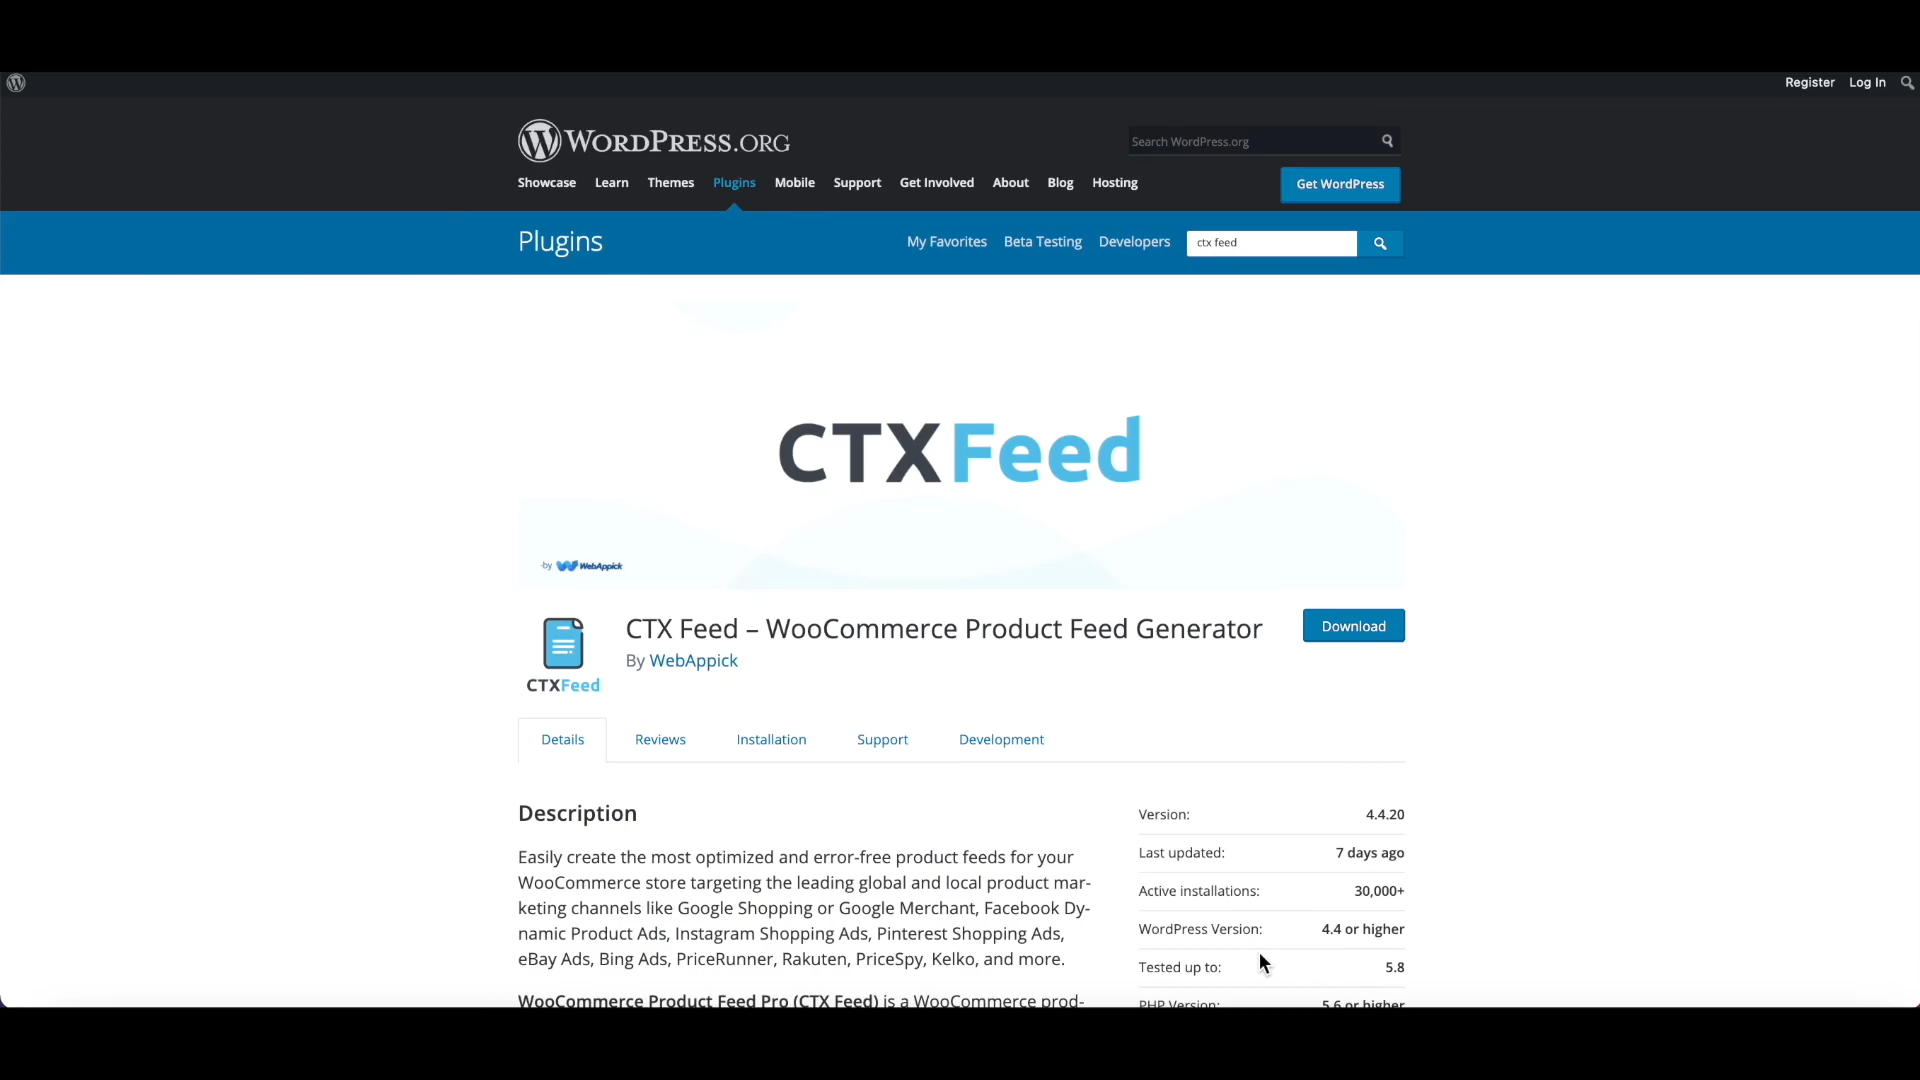 Register Log In
WORDPRESS.ORG
Search WordPress.org
Showcase Learn Themes Plugins Mobile Support Get Involved About Blog Hosting
Get WordPress
Plugins
My Favorites Beta Testing Developers
ctx feed
CTXFeed
-by WebAppick
CTXFeed
CTX Feed – WooCommerce Product Feed Generator
By WebAppick
Download
Details Reviews Installation Support Development
Description
Easily create the most optimized and error-free product feeds for your
WooCommerce store targeting the leading global and local product mar-
keting channels like Google Shopping or Google Merchant, Facebook Dy-
namic Product Ads, Instagram Shopping Ads, Pinterest Shopping Ads,
eBay Ads, Bing Ads, PriceRunner, Rakuten, PriceSpy, Kelko, and more.
WooCommerce Product Feed Pro (CTX Feed) is a WooCommerce prod-
Version: 4.4.20
Last updated: 7 days ago
Active installations: 30,000+
WordPress Version: 4.4 or higher
Tested up to: 5.8
PHP Version: 5.6 or higher